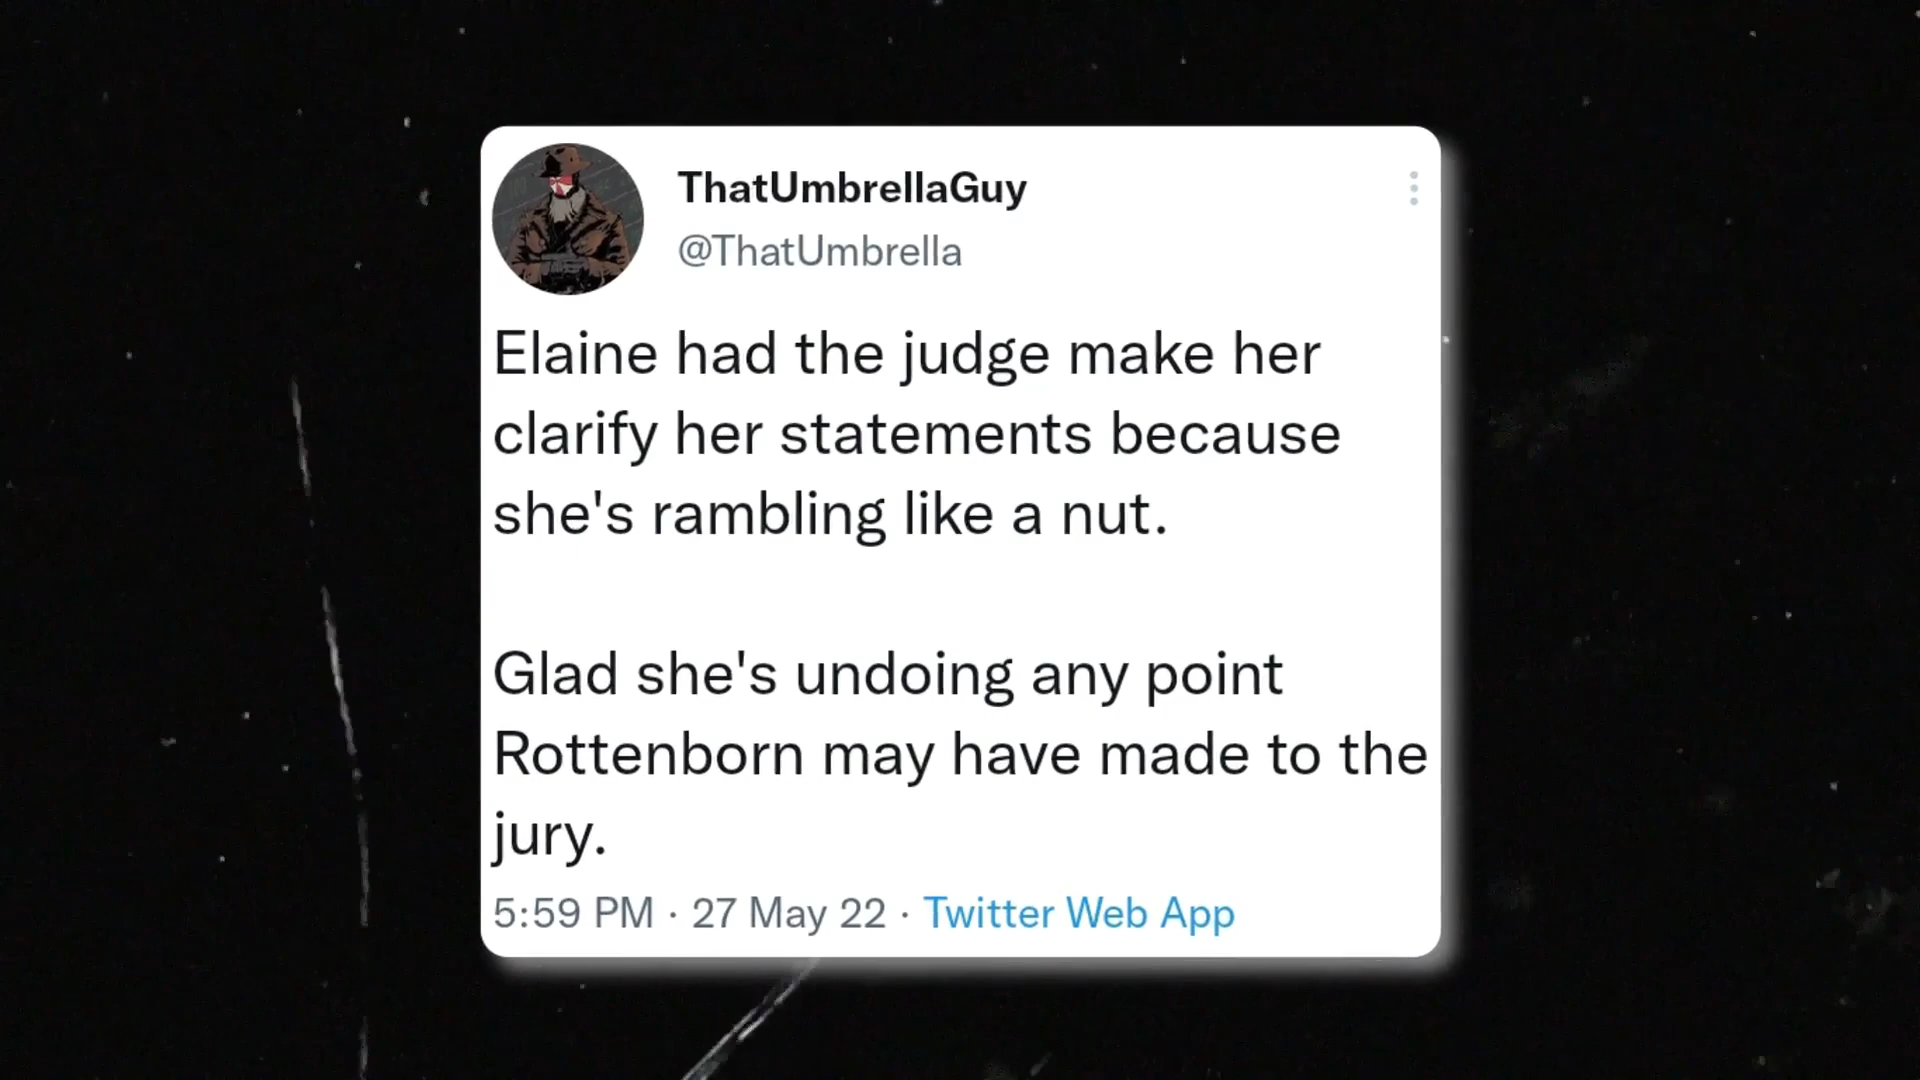 ThatUmbrellaGuy
@ThatUmbrella
Elaine had the judge make her
clarify her statements because
she's rambling like a nut.
Glad she's undoing any point
Rottenborn may have made to the
jury.
5:59 PM · 27 May 22 · Twitter Web App